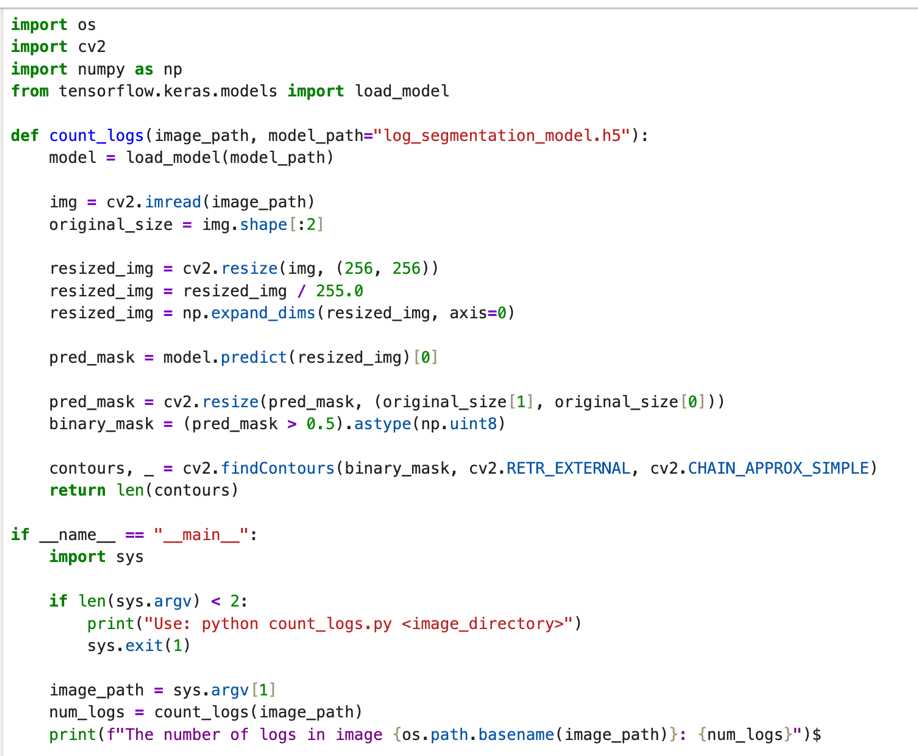 import os
import cv2
import numpy as np
from tensorflow.keras.models import load_model

def count_logs(image_path, model_path="log_segmentation_model.h5"):
    model = load_model(model_path)

    img = cv2.imread(image_path)
    original_size = img.shape[:2]

    resized_img = cv2.resize(img, (256, 256))
    resized_img = resized_img / 255.0
    resized_img = np.expand_dims(resized_img, axis=0)

    pred_mask = model.predict(resized_img)[0]

    pred_mask = cv2.resize(pred_mask, (original_size[1], original_size[0]))
    binary_mask = (pred_mask > 0.5).astype(np.uint8)

    contours, _ = cv2.findContours(binary_mask, cv2.RETR_EXTERNAL, cv2.CHAIN_APPROX_SIMPLE)
    return len(contours)

if __name__ == "__main__":
    import sys

    if len(sys.argv) < 2:
        print("Use: python count_logs.py <image_directory>")
        sys.exit(1)

    image_path = sys.argv[1]
    num_logs = count_logs(image_path)
    print(f"The number of logs in image {os.path.basename(image_path)}: {num_logs}")$